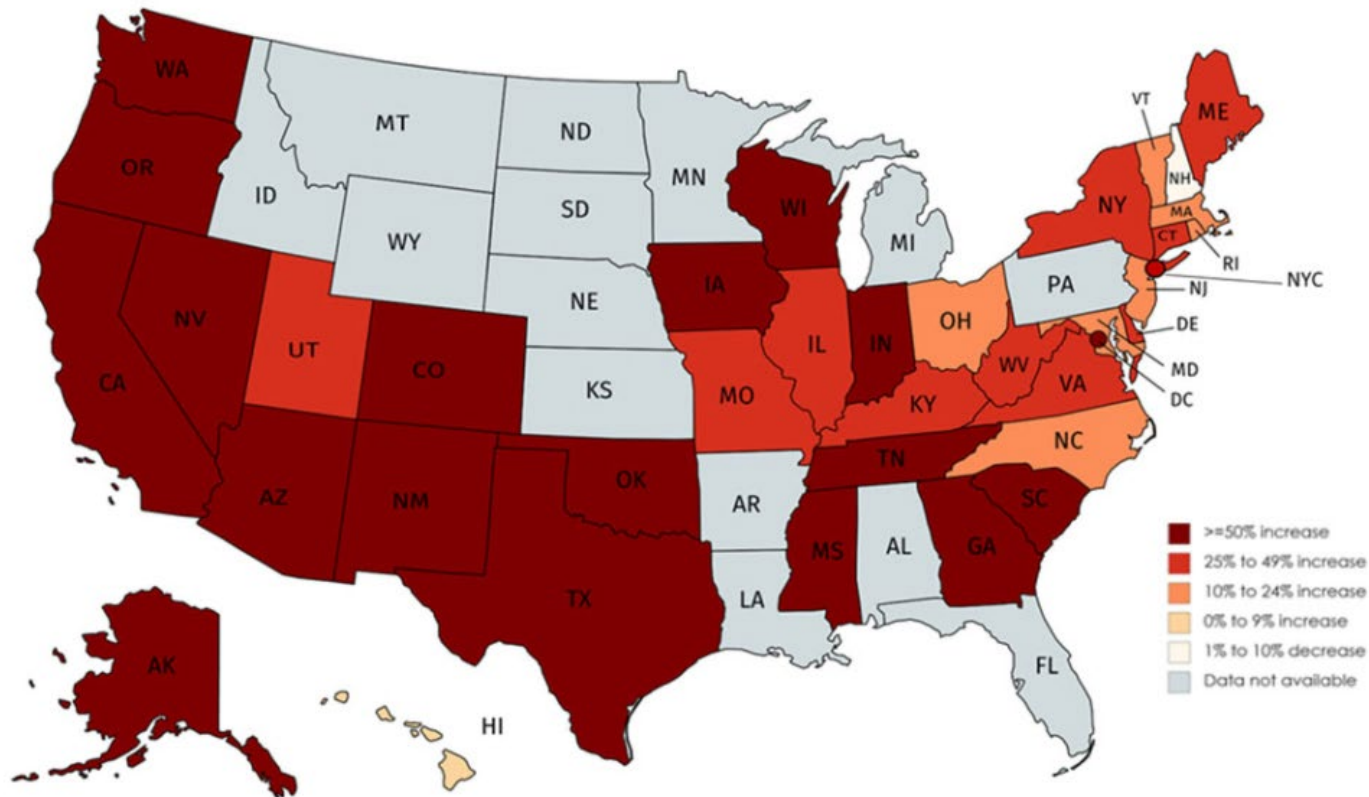 WA
MT
ND
VT
ME
OR
ID
MN
SD
WI
NH
NY
MA
WY
MI
CT
RI
NYC
IA
NE
PA
NJ
NV
OH
DE
UT
IL
IN
CO
WV
MD
CA
KS
MO
VA
DC
KY
NC
TN
OK
AZ
NM
AR
SC
MS
AL
GA
>=50% increase
25% to 49% increase
TX
LA
10% to 24% increase
0% to 9% increase
1% to 10% decrease
AK
FL
Data not available
HI